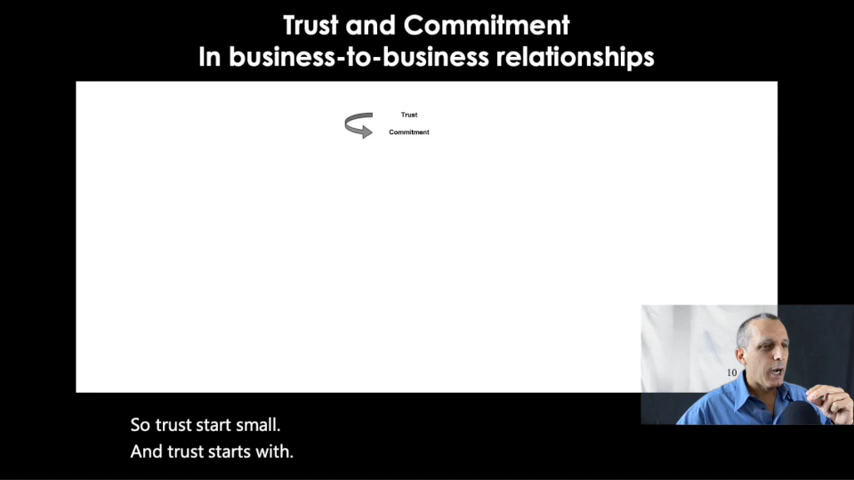 Trust and Commitment
In business-to-business relationships
Trust
Commitment
10
So trust start small.
And trust starts with.